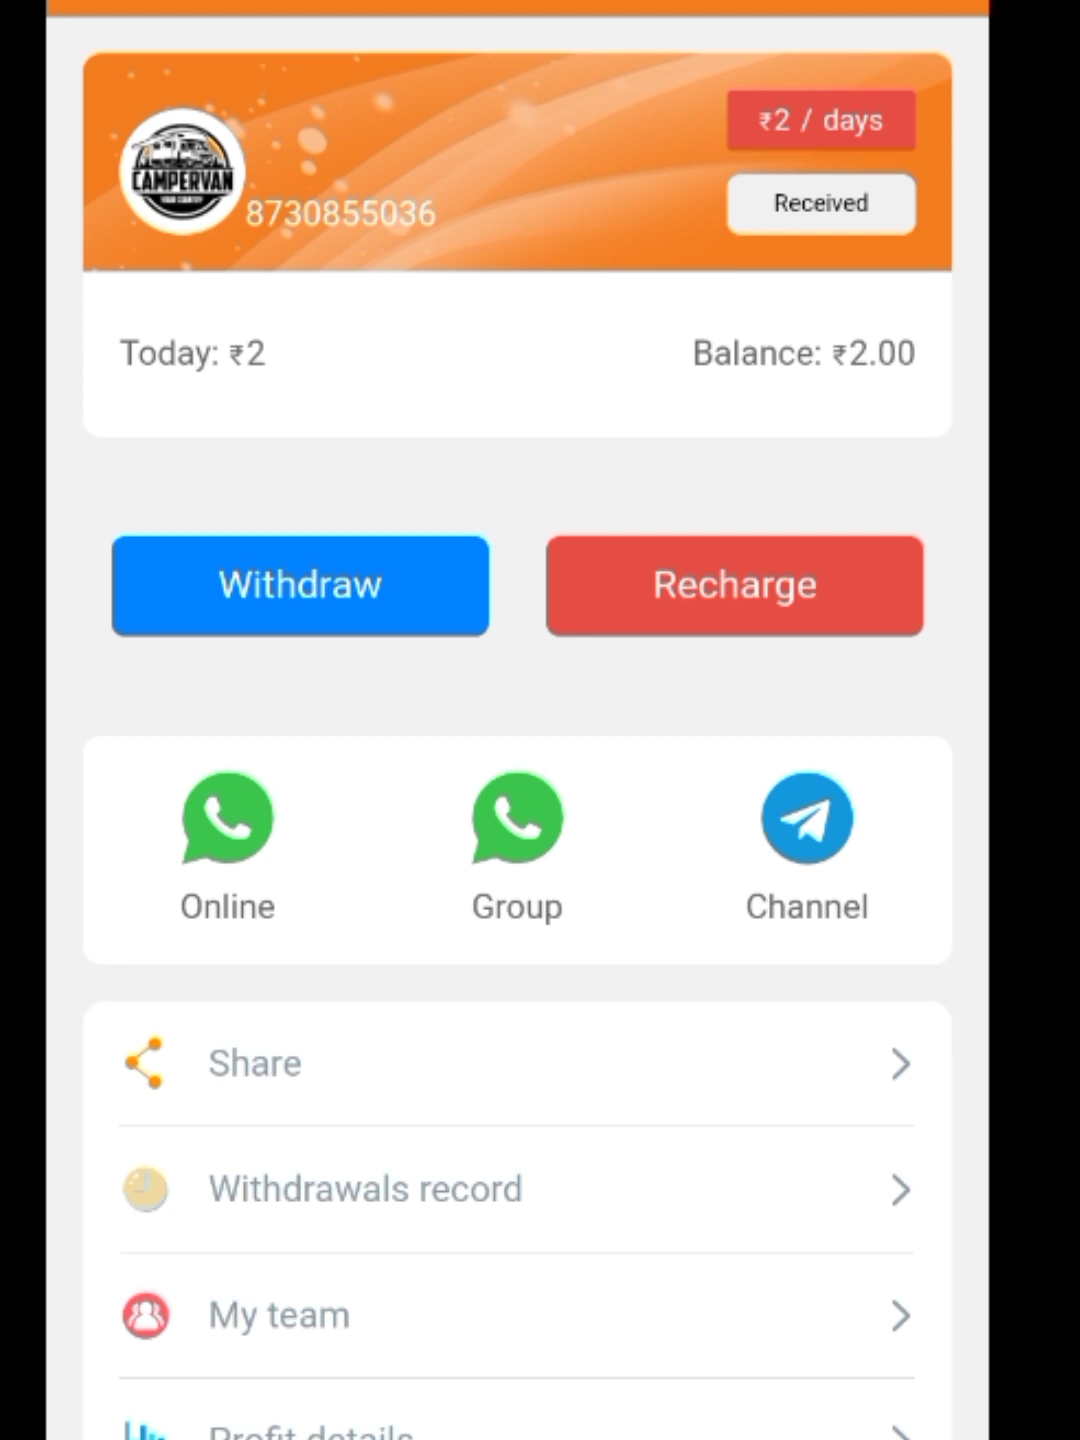 ₹2 / days
CAMPERVAN
8730855036
Received
Today: ₹2
Balance: ₹2.00
Withdraw
Recharge
Online
Group
Channel
Share
Withdrawals record
My team
Profit details